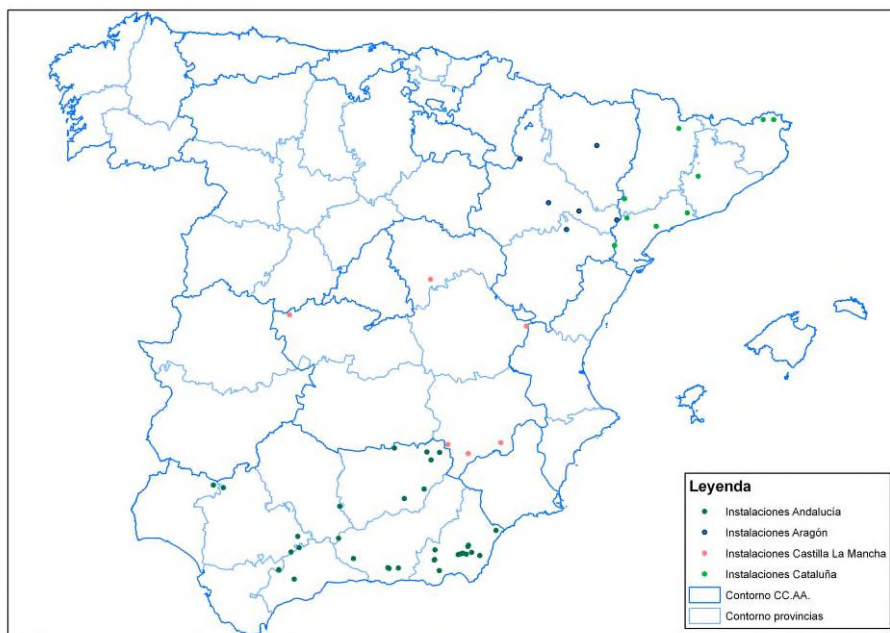 Leyenda
Instalaciones Andalucía
Instalaciones Aragón
Instalaciones Castilla La Mancha
Instalaciones Cataluña
Contorno CC.AA.
Contorno provincias